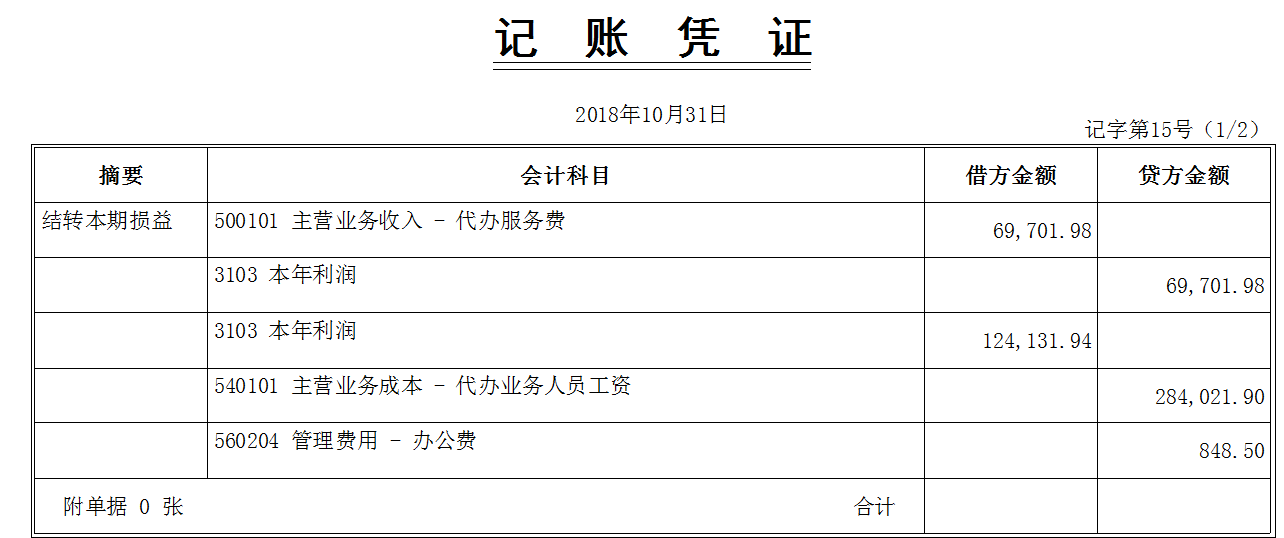 记 账 凭 证
2018年10月31日
记字第15号（1/2）
摘要 会计科目 借方金额 贷方金额
结转本期损益 500101 主营业务收入 - 代办服务费 69,701.98
3103 本年利润 69,701.98
3103 本年利润 124,131.94
540101 主营业务成本 - 代办业务人员工资 284,021.90
560204 管理费用 - 办公费 848.50
附单据 0 张 合计